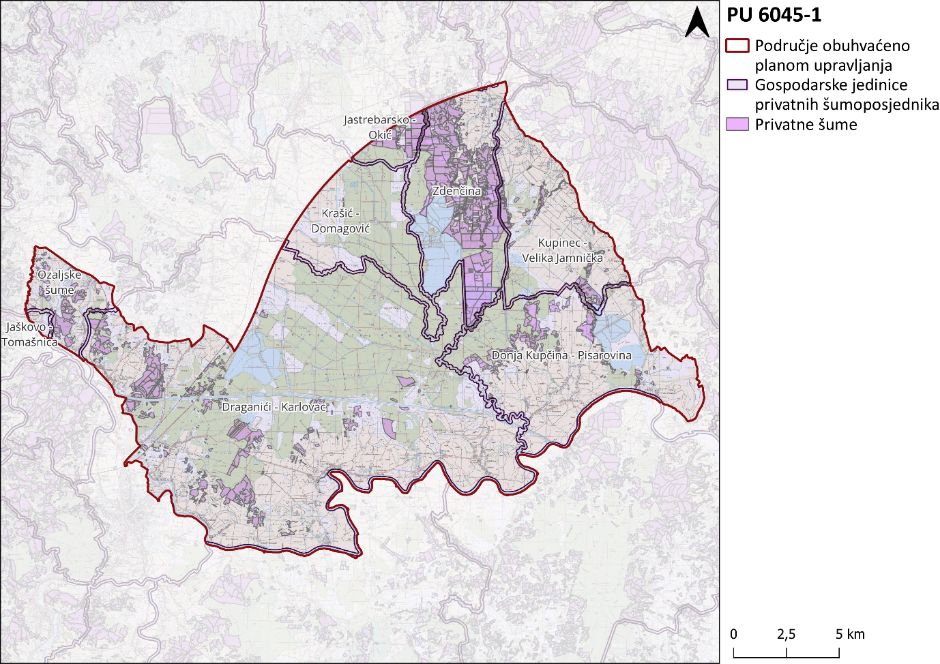 PU 6045-1
Područje obuhvaćeno
planom upravljanja
Gospodarske jedinice
privatnih šumoposjednika
Privatne šume
Jastrebarsko -
Okić
Zdenčina
Krašić -
Domagović
Kupinec -
Velika Jamnička
Ozaljske
šume
Jaškovo -
Tomašnica
Donja Kupčina - Pisarovina
Draganići - Karlovac
0 2,5 5 km